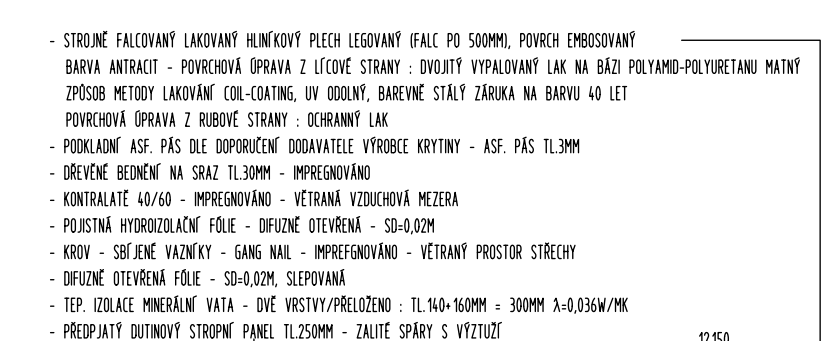 - STROJNĚ FALCOVANÝ LAKOVANÝ HLINÍKOVÝ PLECH LEGOVANÝ (FALC PO 500MM), POVRCH EMBOSOVANÝ
BARVA ANTRACIT - POVRCHOVÁ ÚPRAVA Z LÍCOVÉ STRANY : DVOJITÝ VYPALOVANÝ LAK NA BÁZI POLYAMID-POLYURETANU MATNÝ
ZPŮSOB METODY LAKOVÁNÍ COIL-COATING, UV ODOLNÝ, BAREVNĚ STÁLÝ ZÁRUKA NA BARVU 40 LET
POVRCHOVÁ ÚPRAVA Z RUBOVÉ STRANY : OCHRANNÝ LAK
- PODKLADNÍ ASF. PÁS DLE DOPORUČENÍ DODAVATELE VÝROBCE KRYTINY - ASF. PÁS TL.3MM
- DŘEVĚNÉ BEDNĚNÍ NA SRAZ TL.30MM - IMPREGNOVÁNO
- KONTRALATĚ 40/60 - IMPREGNOVÁNO - VĚTRANÁ VZDUCHOVÁ MEZERA
- POJISTNÁ HYDROIZOLAČNÍ FÓLIE - DIFUZNĚ OTEVŘENÁ - SD=0,02M
- KROV - SBÍJENÉ VAZNÍKY - GANG NAIL - IMPREFGNOVÁNO - VĚTRANÝ PROSTOR STŘECHY
- DIFUZNĚ OTEVŘENÁ FÓLIE - SD=0,02M, SLEPOVANÁ
- TEP. IZOLACE MINERÁLNÍ VATA - DVĚ VRSTVY/PŘELOŽENO : TL.140+160MM = 300MM λ=0,036W/MK
- PŘEDPJATÝ DUTINOVÝ STROPNÍ PANEL TL.250MM - ZALITÉ SPÁRY S VÝZTUŽÍ
12,150